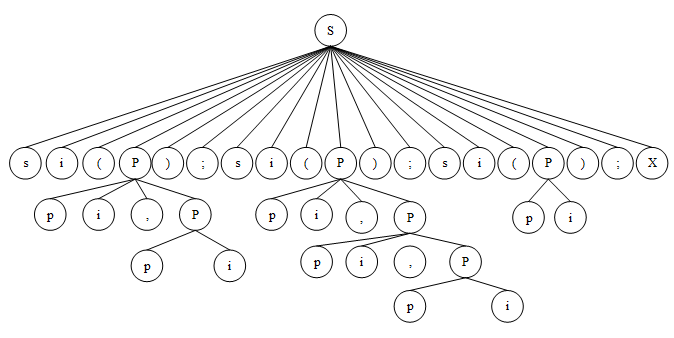 S
s i ( P ) ; s i ( P ) ; s i ( P ) ; X
p i , P p i , P p i
p i p i , P
p i